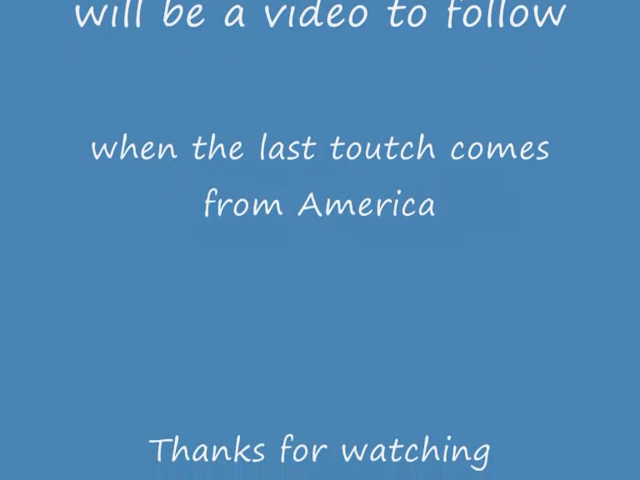 will be a video to follow
when the last toutch comes
from America
Thanks for watching